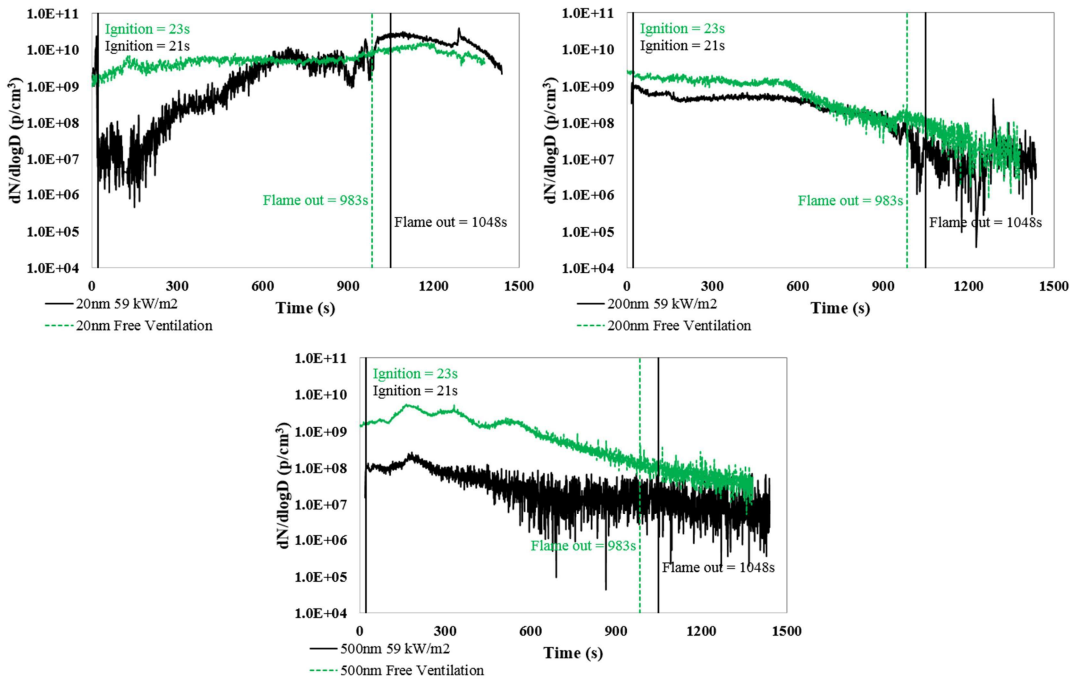 1.0E+11
1.0E+10
1.0E+09
1.0E+08
1.0E+07
1.0E+06
1.0E+05
1.0E+04
dN/dlogD (p/cm³)
Ignition = 23s
Ignition = 21s
Flame out = 983s
Flame out = 1048s
0 300 600 900 1200 1500
Time (s)
20nm 59 kW/m2
20nm Free Ventilation
1.0E+11
1.0E+10
1.0E+09
1.0E+08
1.0E+07
1.0E+06
1.0E+05
1.0E+04
dN/dlogD (p/cm³)
Ignition = 23s
Ignition = 21s
Flame out = 983s
Flame out = 1048s
0 300 600 900 1200 1500
Time (s)
200nm 59 kW/m2
200nm Free Ventilation
1.0E+11
1.0E+10
1.0E+09
1.0E+08
1.0E+07
1.0E+06
1.0E+05
1.0E+04
dN/dlogD (p/cm³)
Ignition = 23s
Ignition = 21s
Flame out = 983s
Flame out = 1048s
0 300 600 900 1200 1500
Time (s)
500nm 59 kW/m2
500nm Free Ventilation